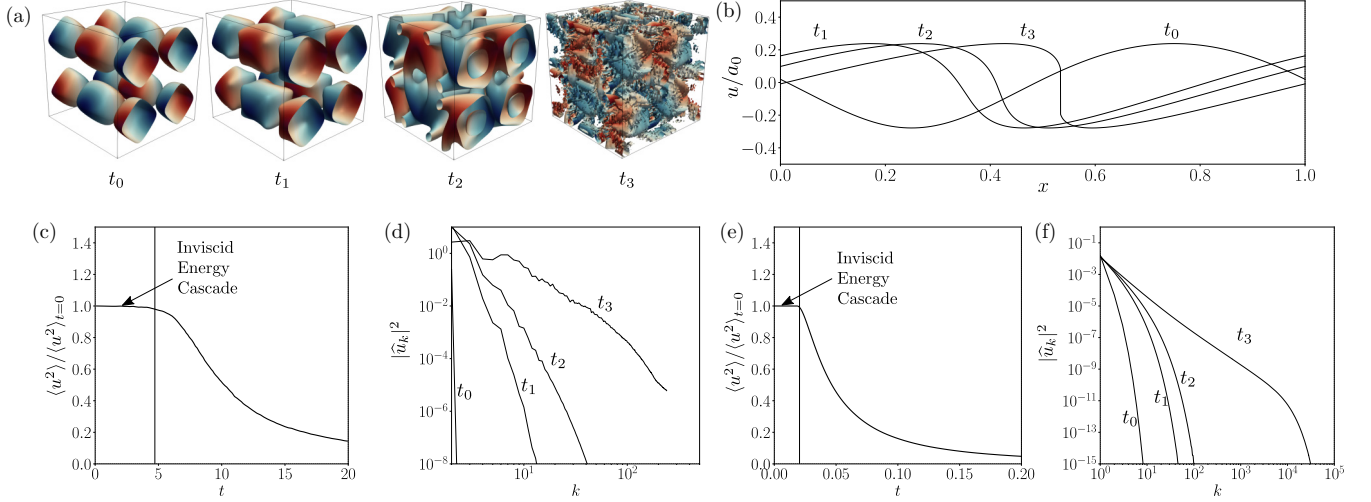 (a)
t₀
t₁
t₂
t₃
(b)
u/a₀
0.4
0.2
0.0
−0.2
−0.4
t₁
t₂
t₃
t₀
0.0
0.2
0.4
0.6
0.8
1.0
x
(c)
⟨u²⟩/⟨u²⟩ₜ₌₀
1.4
1.2
1.0
0.8
0.6
0.4
0.2
0.0
Inviscid
Energy
Cascade
0
5
10
15
20
t
(d)
|û_k|²
10⁰
10⁻²
10⁻⁴
10⁻⁶
10⁻⁸
t₀
t₁
t₂
t₃
10¹
10²
k
(e)
⟨u²⟩/⟨u²⟩ₜ₌₀
1.4
1.2
1.0
0.8
0.6
0.4
0.2
0.0
Inviscid
Energy
Cascade
0.00
0.05
0.10
0.15
0.20
t
(f)
|û_k|²
10⁻¹
10⁻³
10⁻⁵
10⁻⁷
10⁻⁹
10⁻¹¹
10⁻¹³
10⁻¹⁵
t₀
t₁
t₂
t₃
10⁰
10¹
10²
10³
10⁴
10⁵
k